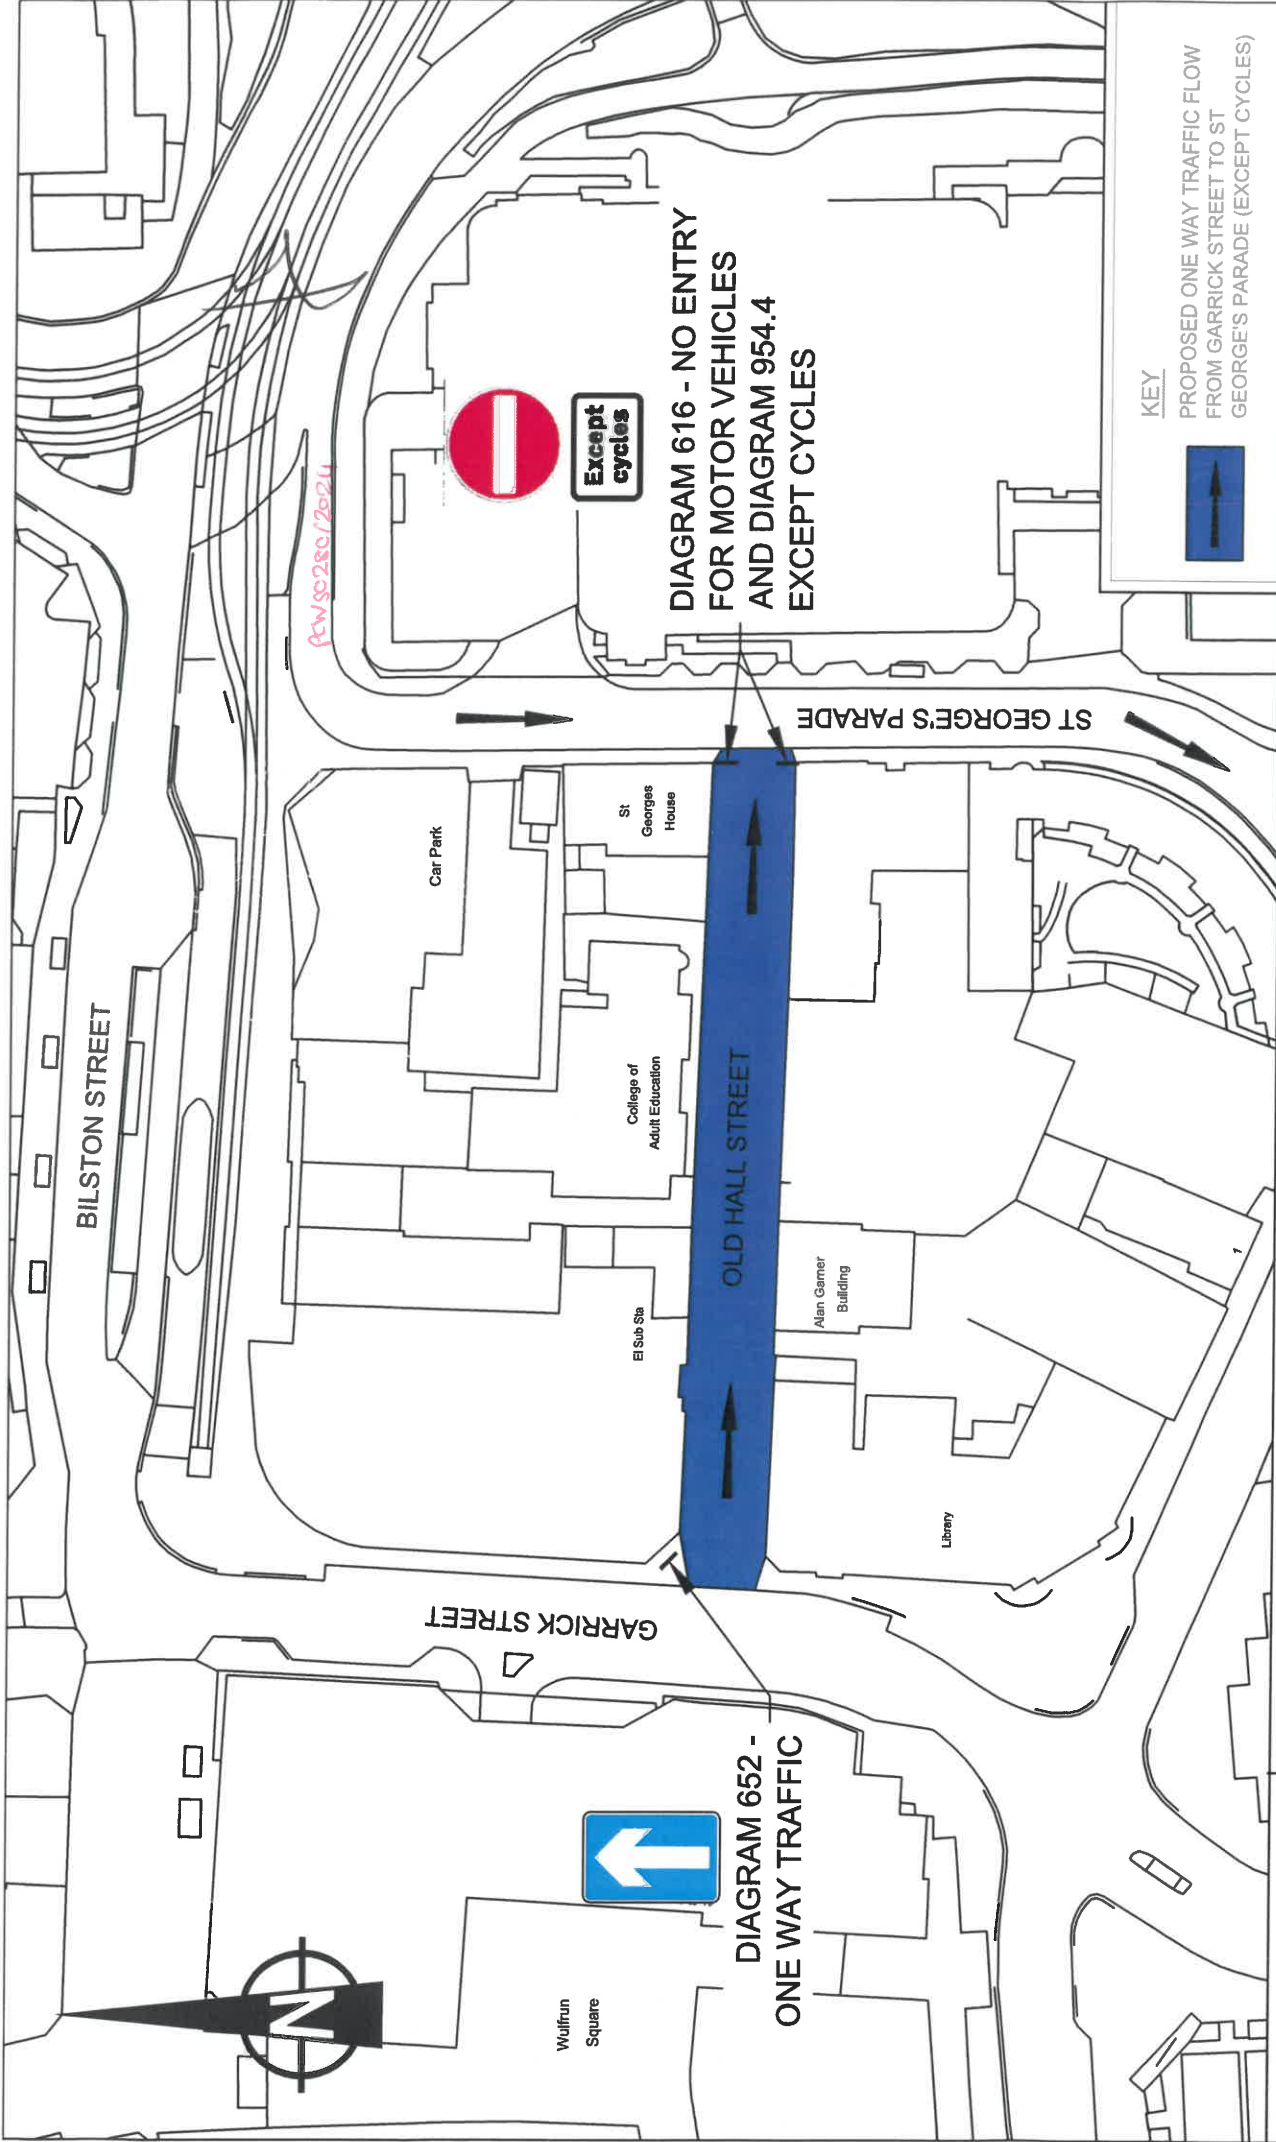 BILSTON STREET
PCWSC280/2024
Car Park
St
Georges
House
College of
Adult Education
El Sub Sta
Except
cycles
DIAGRAM 616 - NO ENTRY
FOR MOTOR VEHICLES
AND DIAGRAM 954.4
EXCEPT CYCLES
GARRICK STREET
OLD HALL STREET
ST GEORGE'S PARADE
Alan Garner
Building
Library
1
Wulfrun
Square
N
DIAGRAM 652 -
ONE WAY TRAFFIC
KEY
PROPOSED ONE WAY TRAFFIC FLOW
FROM GARRICK STREET TO ST
GEORGE'S PARADE (EXCEPT CYCLES)